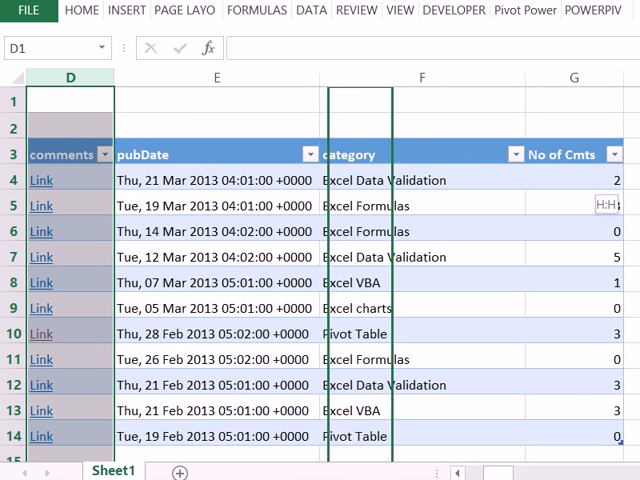 FILE HOME INSERT PAGE LAYO FORMULAS DATA REVIEW VIEW DEVELOPER Pivot Power POWERPIV
D1 fx
D E F G
1
2
3 comments pubDate category No of Cmts
4 Link Thu, 21 Mar 2013 04:01:00 +0000 Excel Data Validation 2
5 Link Tue, 19 Mar 2013 04:01:00 +0000 Excel Formulas H:H
6 Link Thu, 14 Mar 2013 04:02:00 +0000 Excel Formulas 0
7 Link Tue, 12 Mar 2013 04:02:00 +0000 Excel Data Validation 5
8 Link Thu, 07 Mar 2013 05:01:00 +0000 Excel VBA 1
9 Link Tue, 05 Mar 2013 05:01:00 +0000 Excel charts 0
10 Link Thu, 28 Feb 2013 05:02:00 +0000 Pivot Table 3
11 Link Tue, 26 Feb 2013 05:02:00 +0000 Excel Formulas 0
12 Link Thu, 21 Feb 2013 05:01:00 +0000 Excel Data Validation 3
13 Link Thu, 21 Feb 2013 05:01:00 +0000 Excel VBA 3
14 Link Tue, 19 Feb 2013 05:01:00 +0000 Pivot Table 0
15
Sheet1